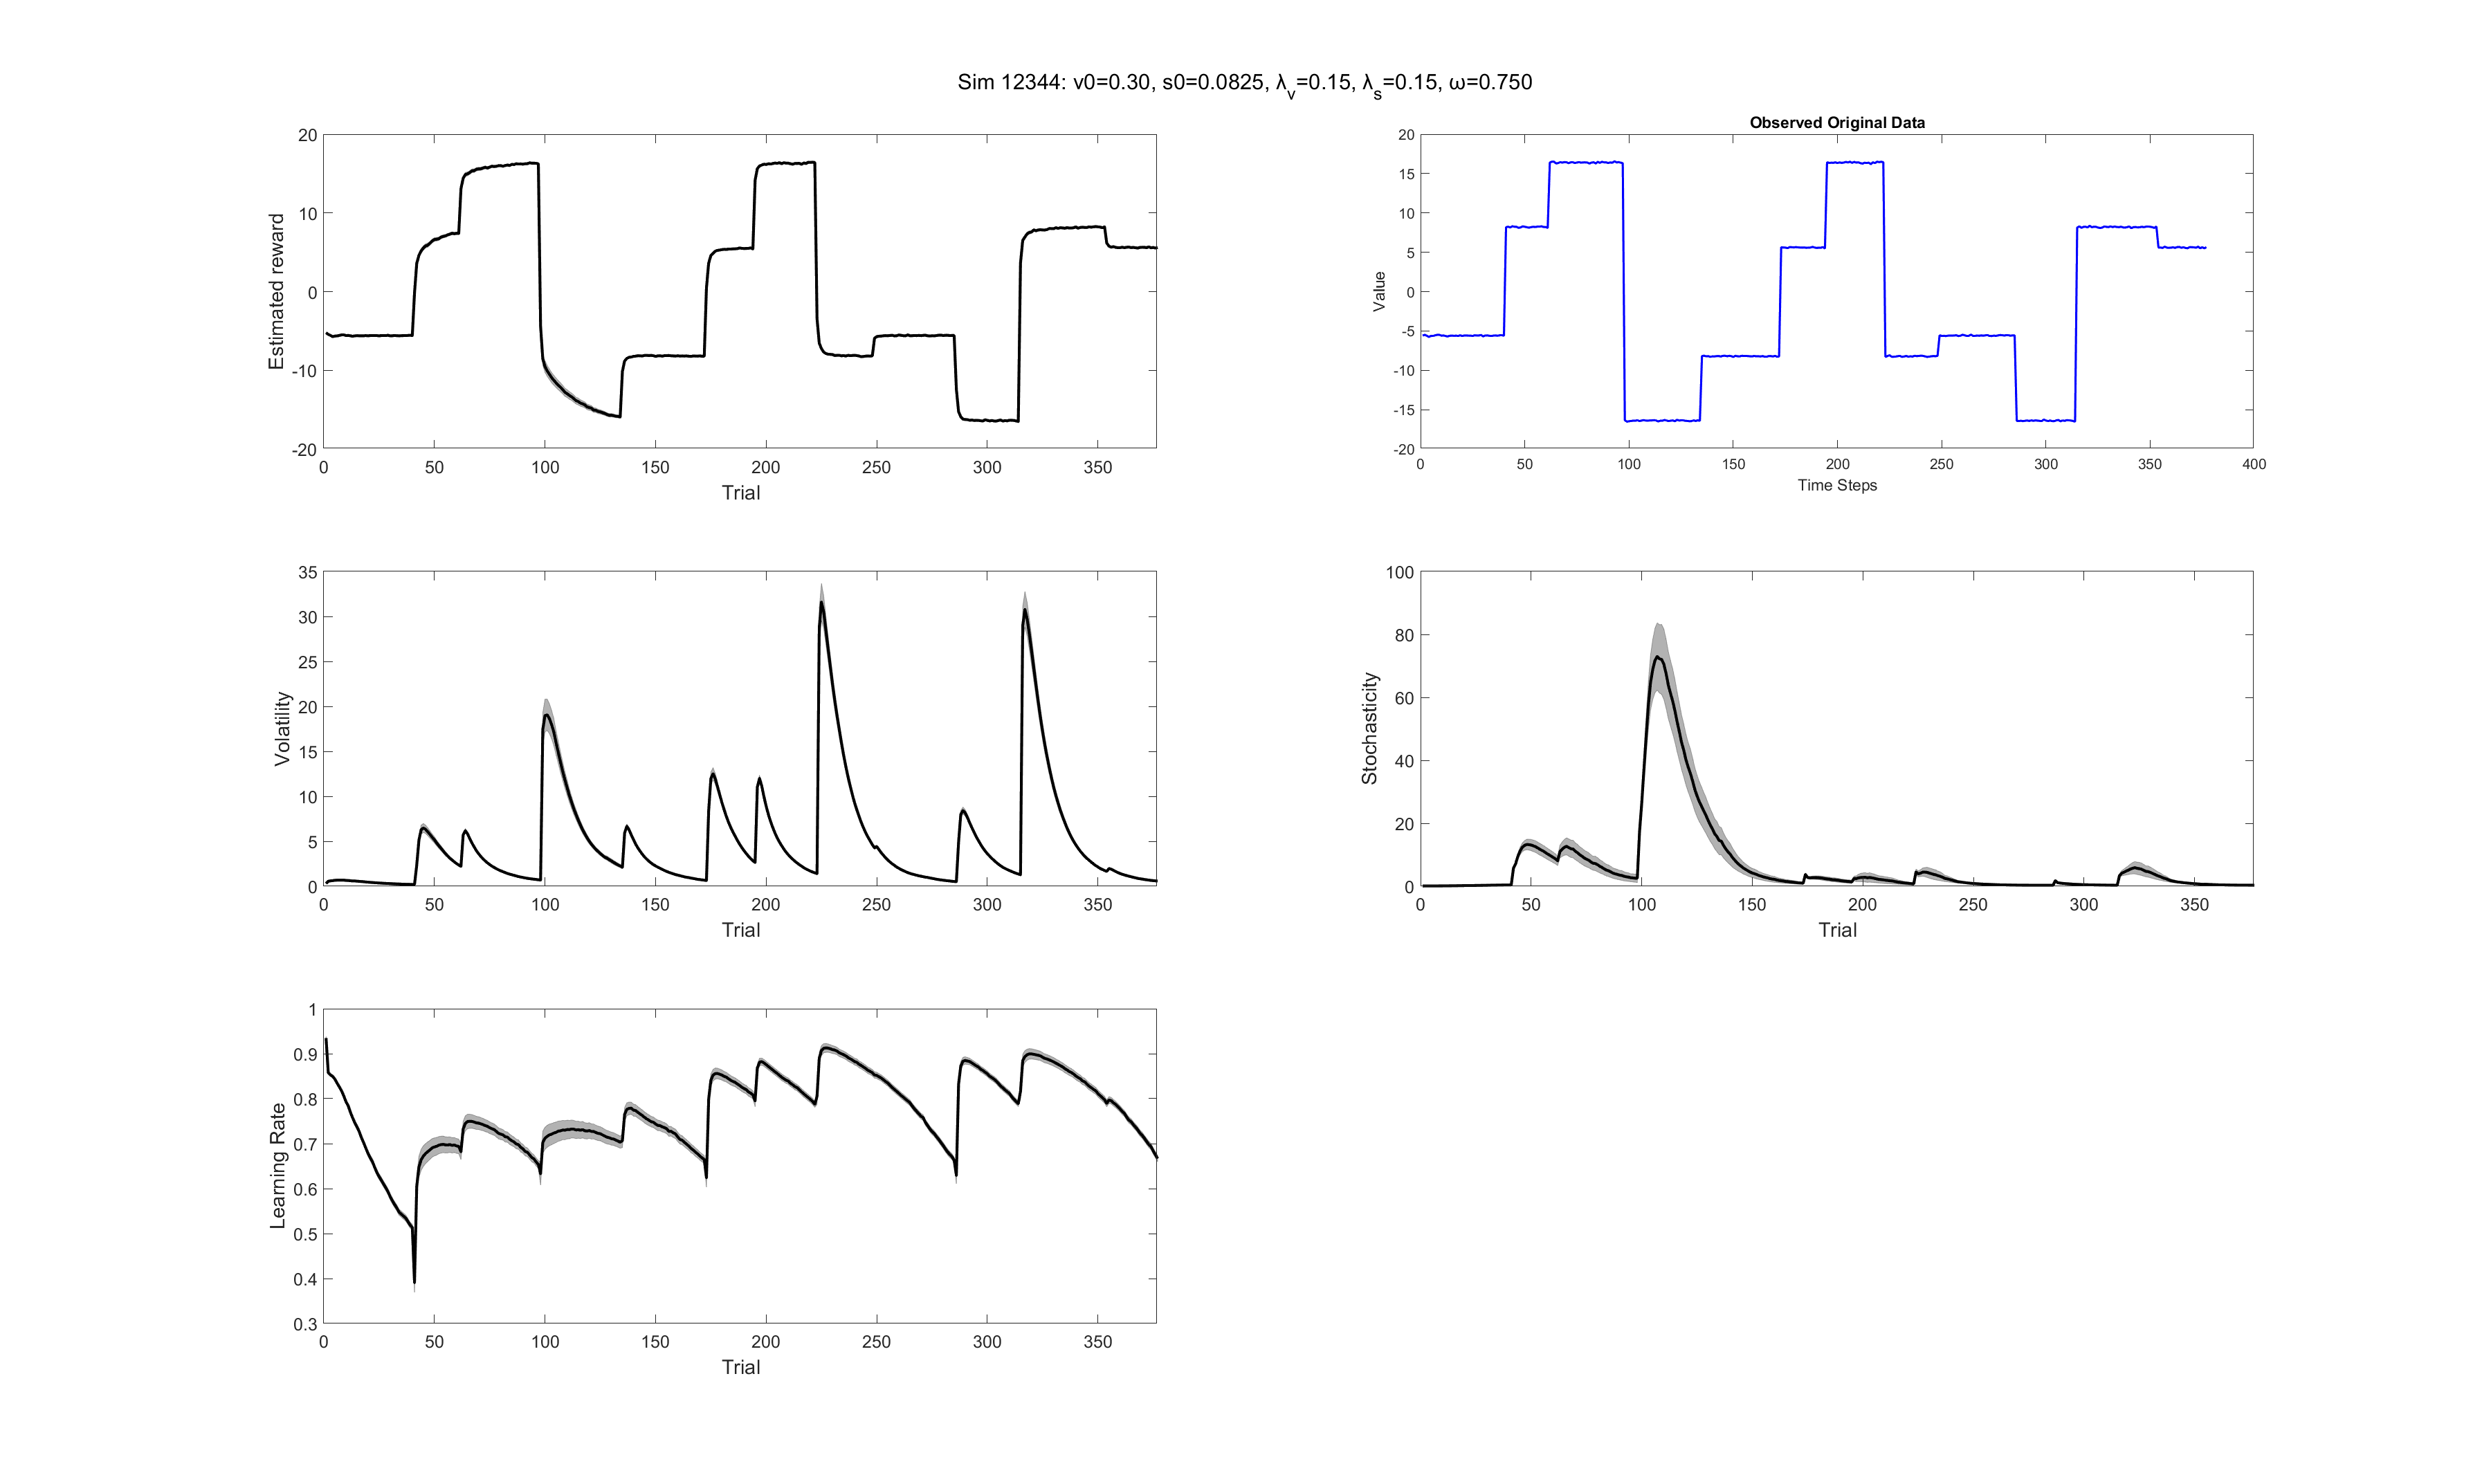 Sim 12344: v0=0.30, s0=0.0825, λv=0.15, λs=0.15, ω=0.750
20
10
0
-10
-20
Estimated reward
0 50 100 150 200 250 300 350
Trial
Observed Original Data
20
15
10
5
0
-5
-10
-15
-20
Value
0 50 100 150 200 250 300 350 400
Time Steps
35
30
25
20
15
10
5
0
Volatility
0 50 100 150 200 250 300 350
Trial
100
80
60
40
20
0
Stochasticity
0 50 100 150 200 250 300 350
Trial
1
0.9
0.8
0.7
0.6
0.5
0.4
0.3
Learning Rate
0 50 100 150 200 250 300 350
Trial